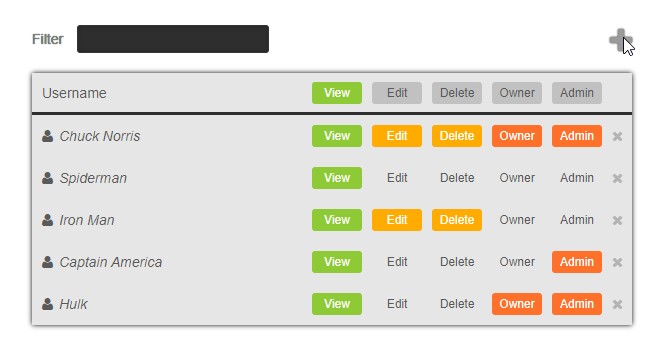 Filter
Username View Edit Delete Owner Admin
Chuck Norris View Edit Delete Owner Admin
Spiderman View Edit Delete Owner Admin
Iron Man View Edit Delete Owner Admin
Captain America View Edit Delete Owner Admin
Hulk View Edit Delete Owner Admin